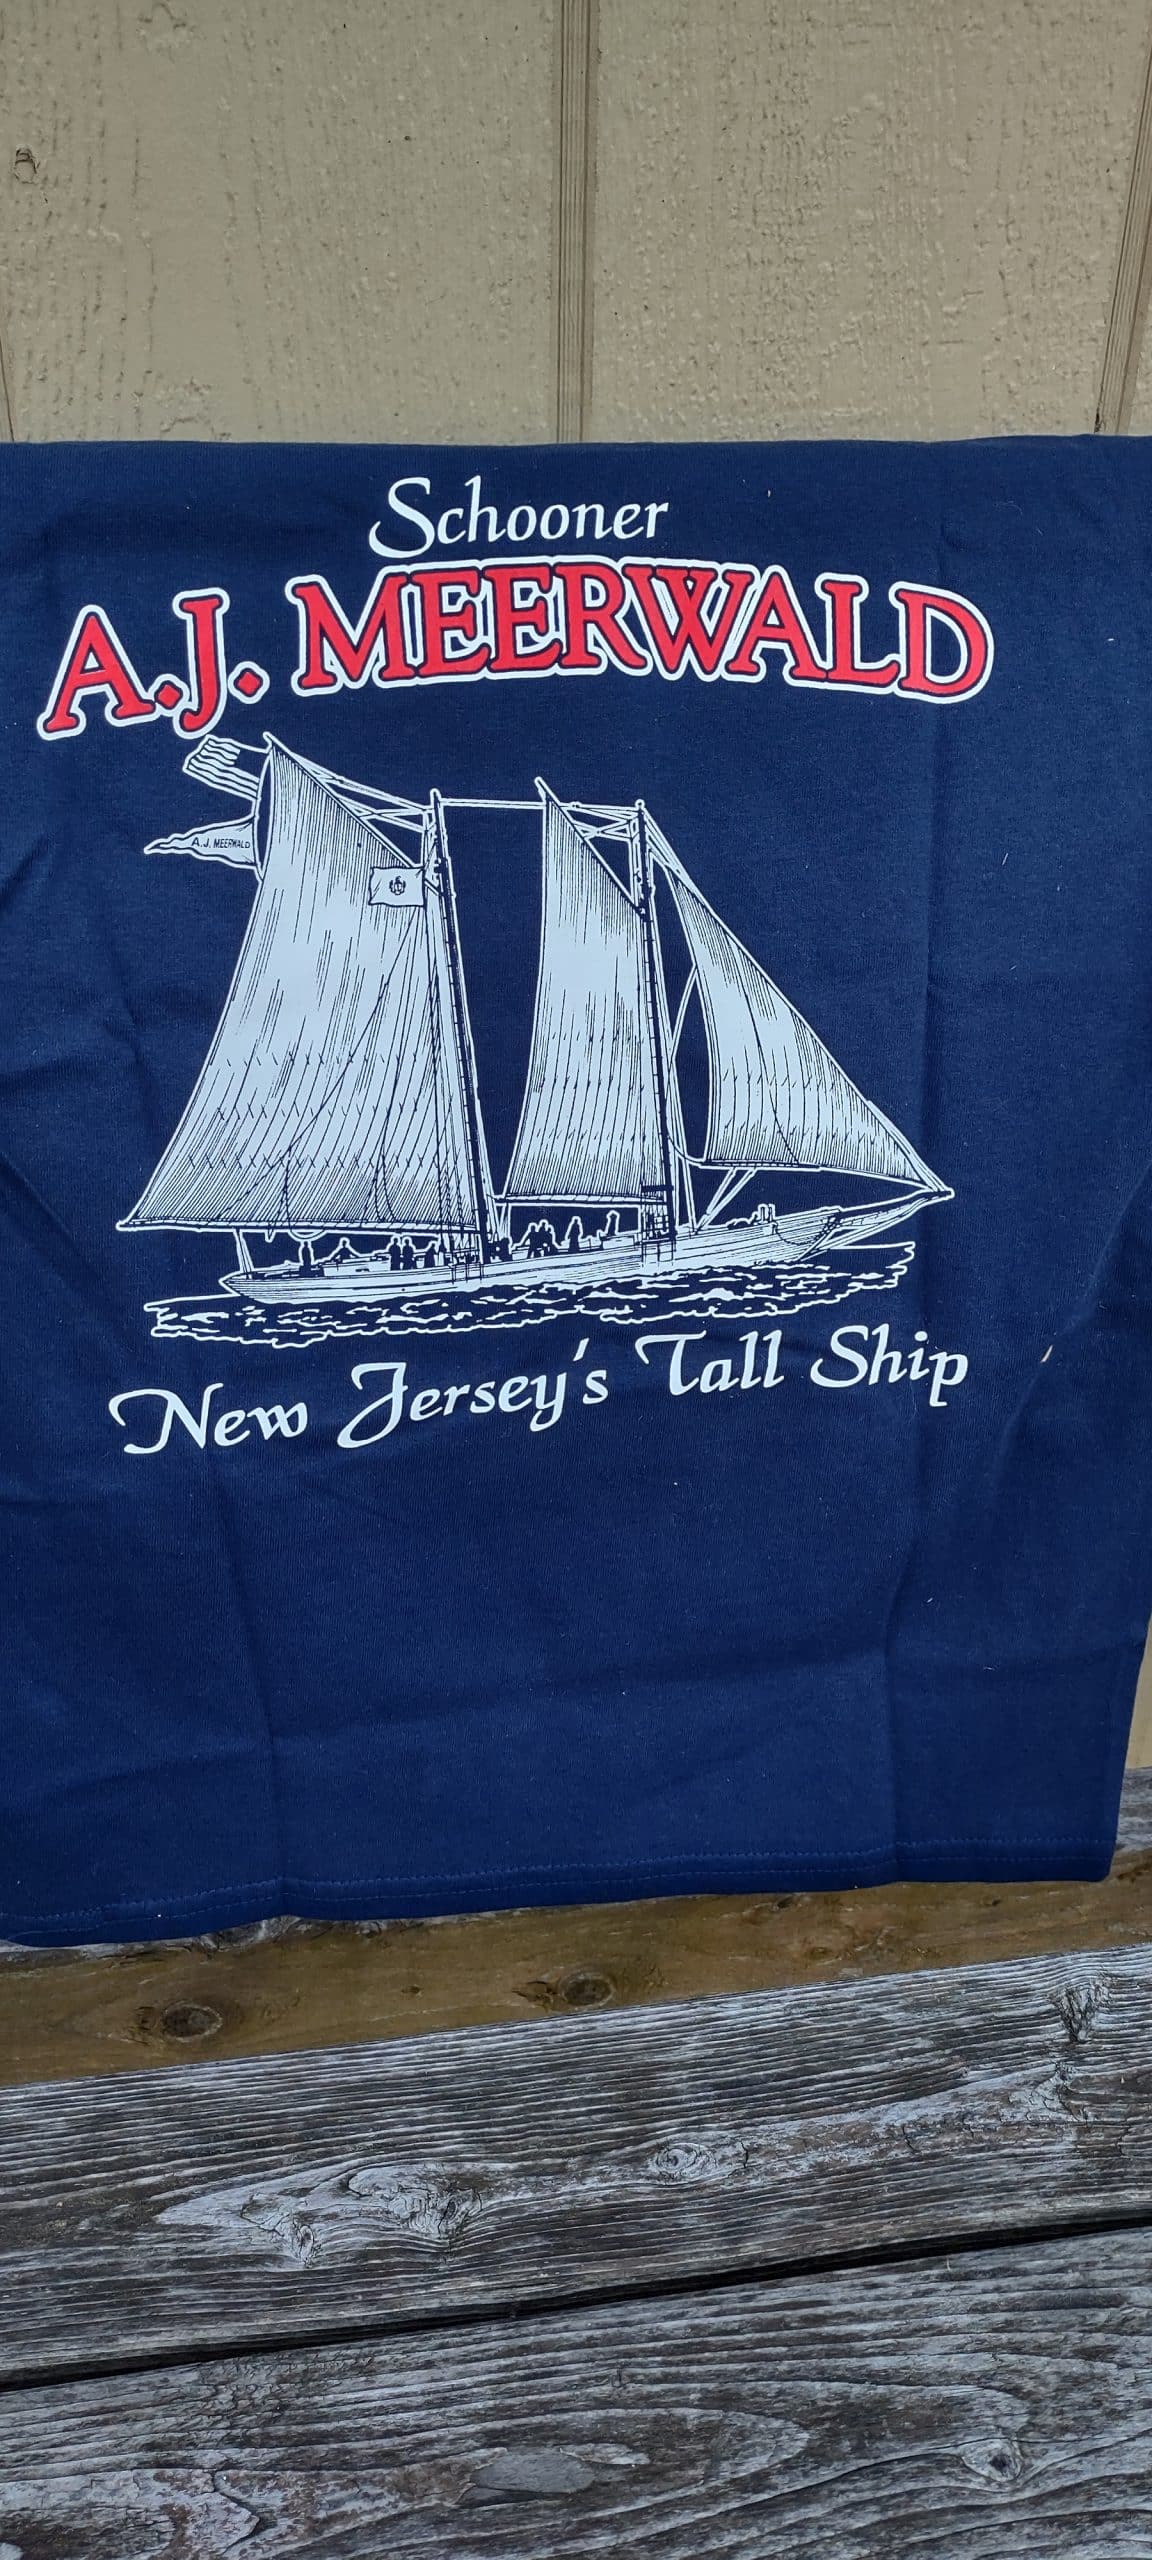 Schooner
A.J. MEERWALD
A.J. MEERWALD
New Jersey's Tall Ship